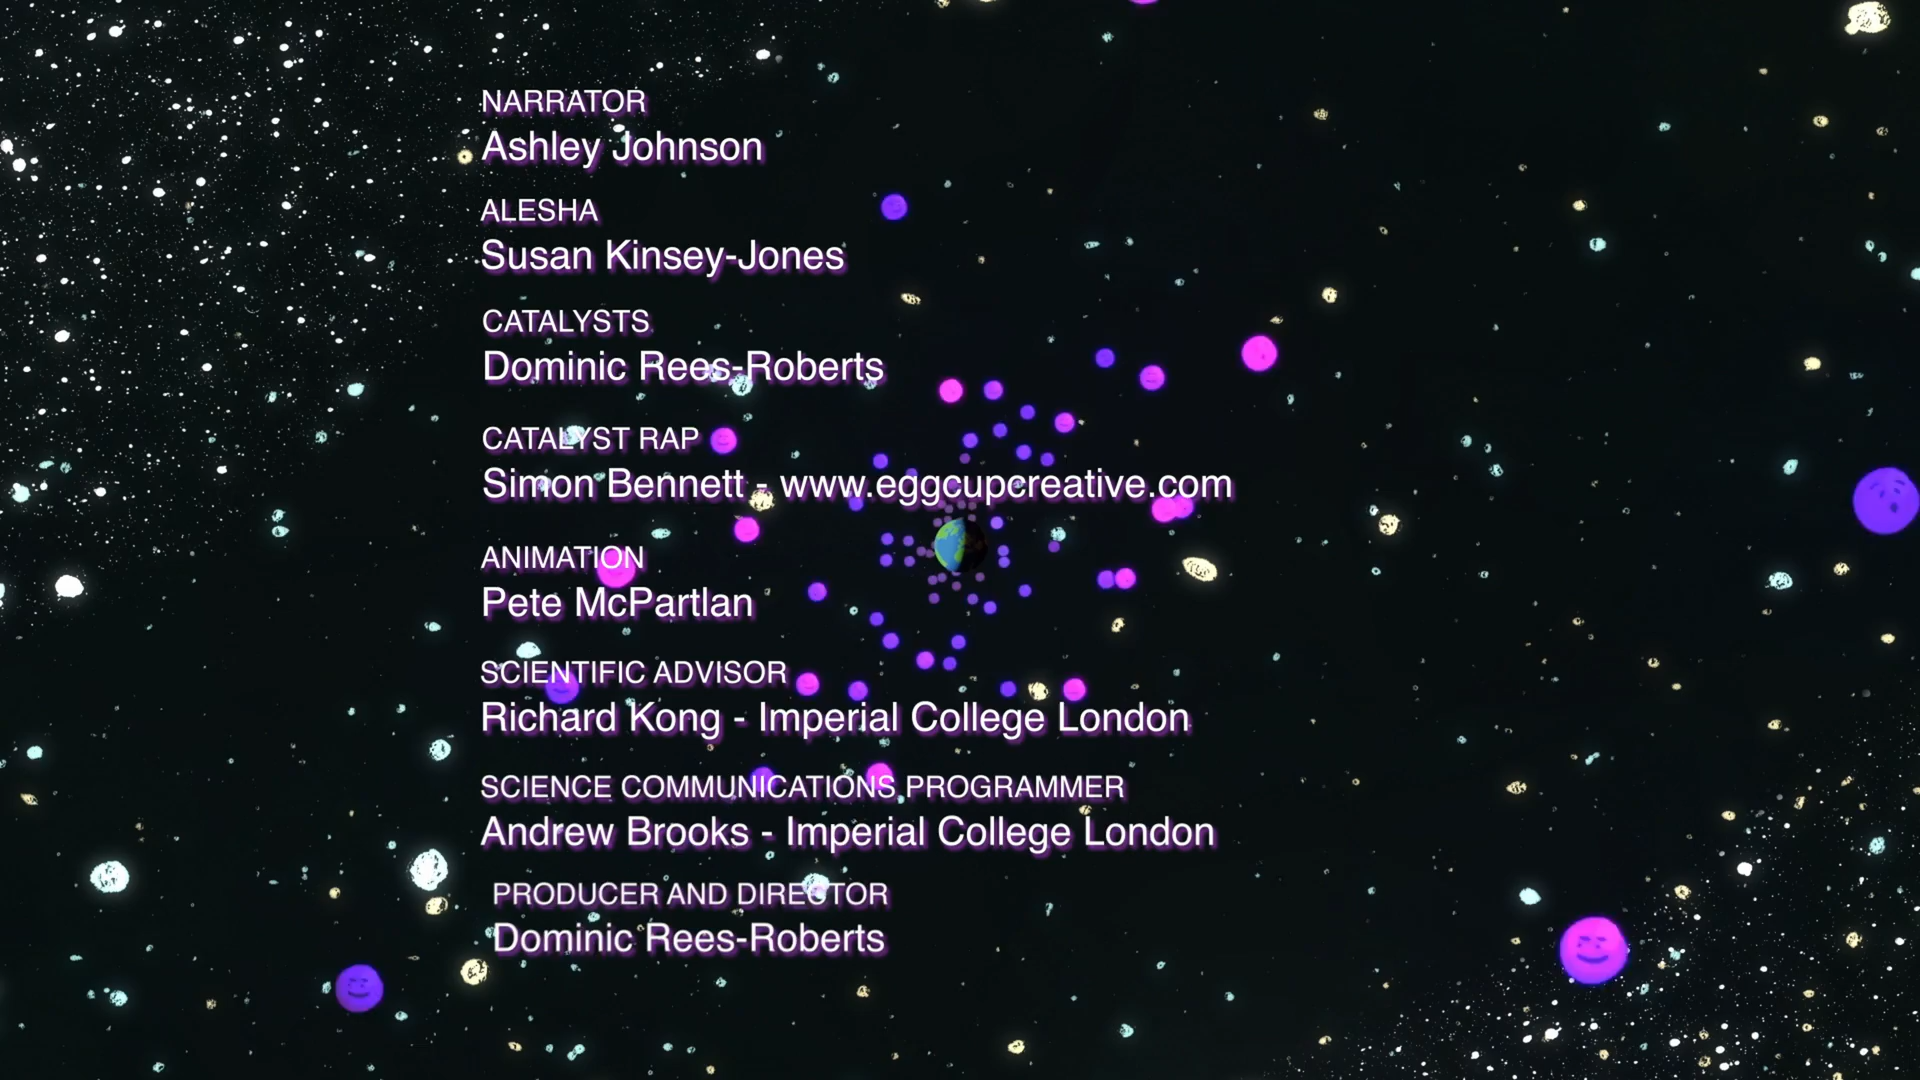 NARRATOR
Ashley Johnson
ALESHA
Susan Kinsey-Jones
CATALYSTS
Dominic Rees-Roberts
CATALYST RAP
Simon Bennett - www.eggcupcreative.com
ANIMATION
Pete McPartlan
SCIENTIFIC ADVISOR
Richard Kong - Imperial College London
SCIENCE COMMUNICATIONS PROGRAMMER
Andrew Brooks - Imperial College London
PRODUCER AND DIRECTOR
Dominic Rees-Roberts